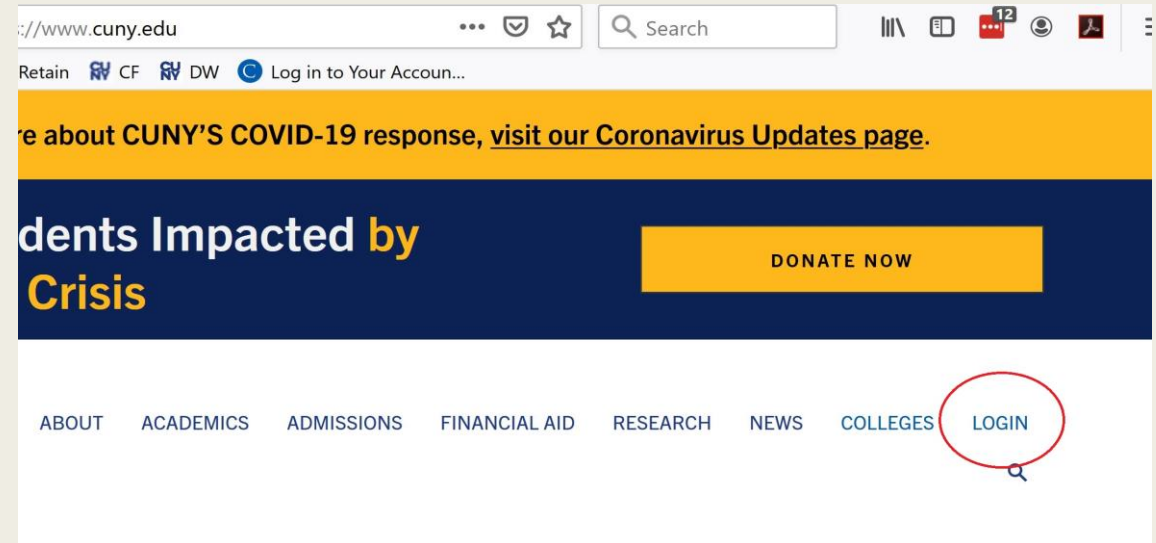 ://www.cuny.edu Search 12
Retain CF DW C Log in to Your Accoun...
re about CUNY'S COVID-19 response, visit our Coronavirus Updates page.
dents Impacted by
Crisis
DONATE NOW
ABOUT ACADEMICS ADMISSIONS FINANCIAL AID RESEARCH NEWS COLLEGES LOGIN